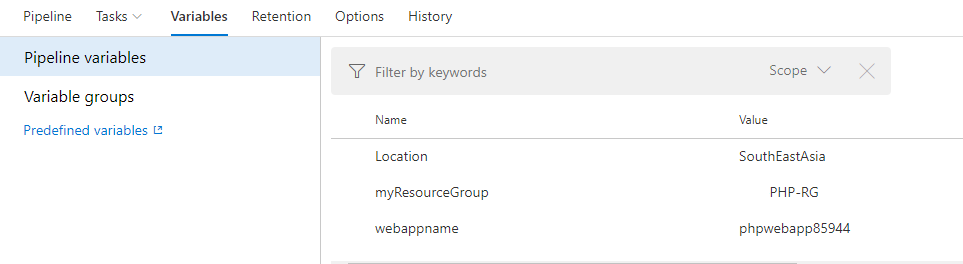 Pipeline Tasks Variables Retention Options History
Pipeline variables
Variable groups
Predefined variables
Filter by keywords Scope
Name Value
Location SouthEastAsia
myResourceGroup PHP-RG
webappname phpwebapp85944